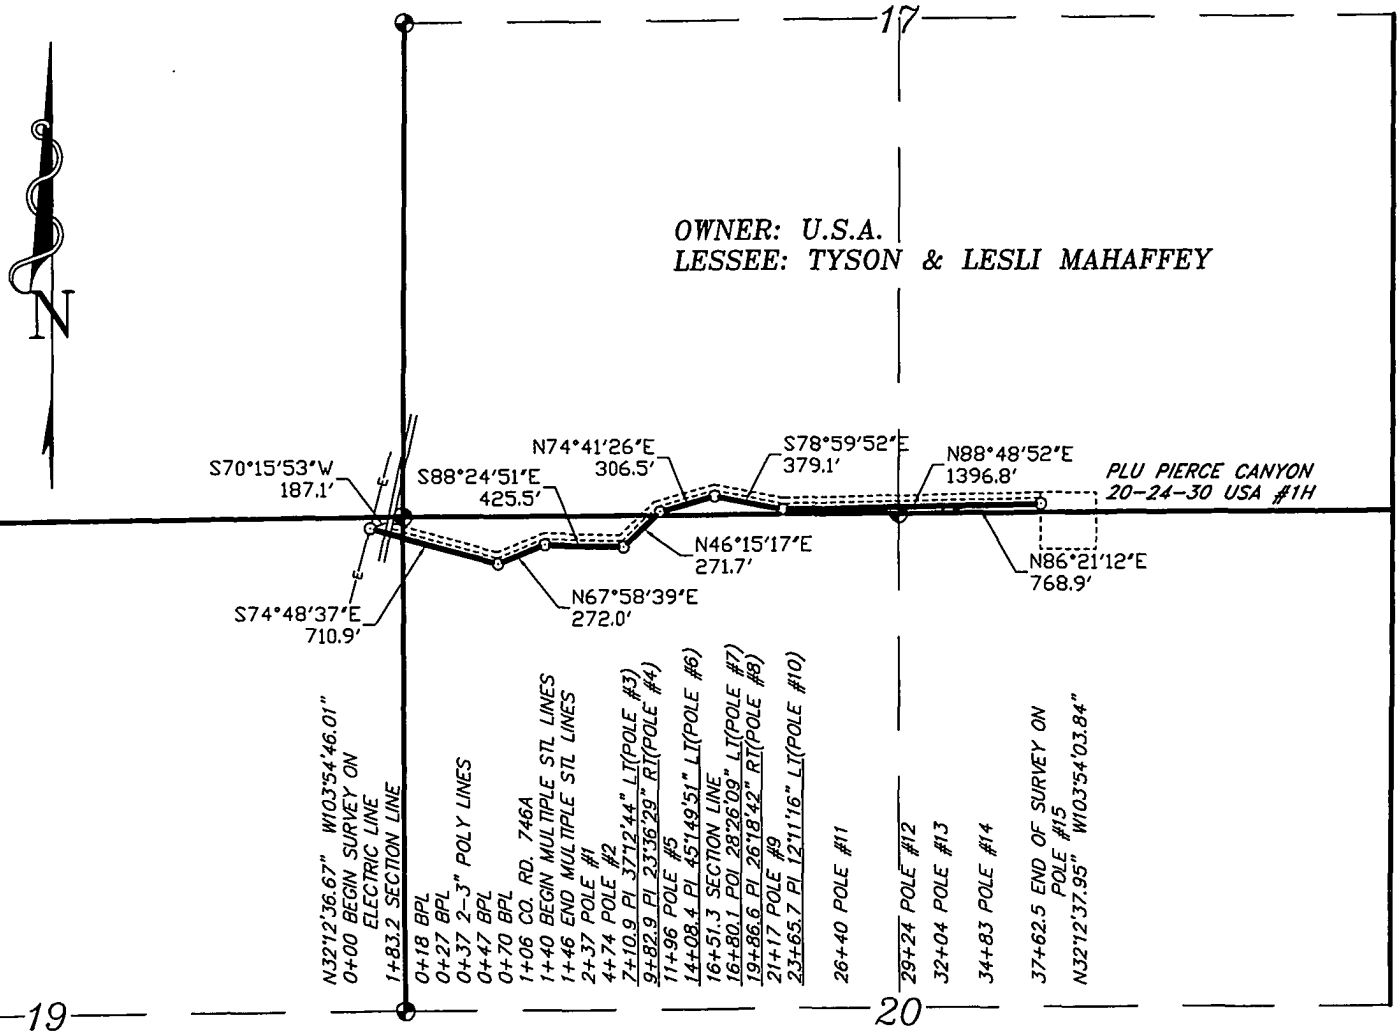 17
N
OWNER: U.S.A.
LESSEE: TYSON & LESLI MAHAFFEY
S70°15'53"W
187.1'
S88°24'51"E
425.5'
N74°41'26"E
306.5'
S78°59'52"E
379.1'
N88°48'52"E
1396.8'
PLU PIERCE CANYON
20-24-30 USA #1H
E
E
S74°48'37"E
710.9'
N67°58'39"E
272.0'
N46°15'17"E
271.7'
N86°21'12"E
768.9'
N32°12'36.67" W103°54'46.01"
0+00 BEGIN SURVEY ON
ELECTRIC LINE
1+83.2 SECTION LINE
0+18 BPL
0+27 BPL
0+37 2-3" POLY LINES
0+47 BPL
0+70 BPL
1+06 CO. RD. 746A
1+40 BEGIN MULTIPLE STL LINES
1+46 END MULTIPLE STL LINES
2+37 POLE #1
4+74 POLE #2
7+10.9 PI 37°12'44" LT(POLE #3)
9+82.9 PI 23°36'29" RT(POLE #4)
11+96 POLE #5
14+08.4 PI 45°149'51" LT(POLE #6)
16+51.3 SECTION LINE
16+80.1 POI 28°26'09" LT(POLE #7)
19+86.6 PI 26°18'42" RT(POLE #8)
21+17 POLE #9
23+65.7 PI 12°11'16" LT(POLE #10)
26+40 POLE #11
29+24 POLE #12
32+04 POLE #13
34+83 POLE #14
37+62.5 END OF SURVEY ON
POLE #15
N32°12'37.95" W103°54'03.84"
19
20